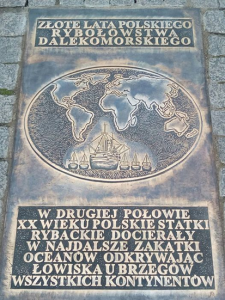 ZŁOTE LATA POLSKIEGO
RYBOŁOWSTWA
DALEKOMORSKIEGO
W DRUGIEJ POŁOWIE
XX WIEKU POLSKIE STATKI
RYBACKIE DOCIERAŁY
W NAJDALSZE ZAKĄTKI
OCEANÓW ODKRYWAJĄC
ŁOWISKA U BRZEGÓW
WSZYSTKICH KONTYNENTÓW